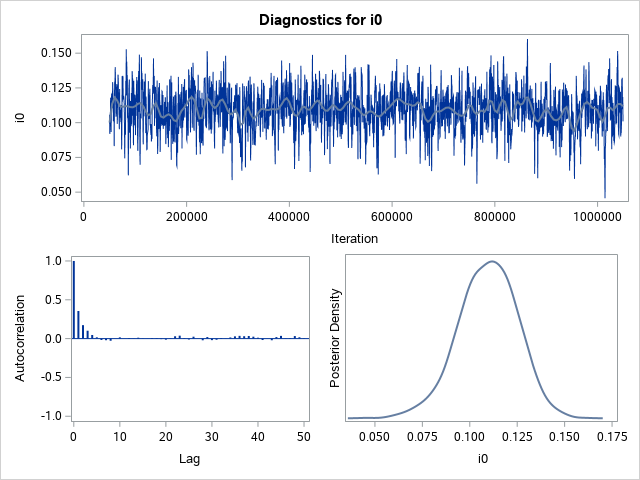 Diagnostics for i0
0.150
0.125
0.100
0.075
0.050
i0
0 200000 400000 600000 800000 1000000
Iteration
1.0
0.5
0.0
-0.5
-1.0
Autocorrelation
0 10 20 30 40 50
Lag
Posterior Density
0.050 0.075 0.100 0.125 0.150 0.175
i0